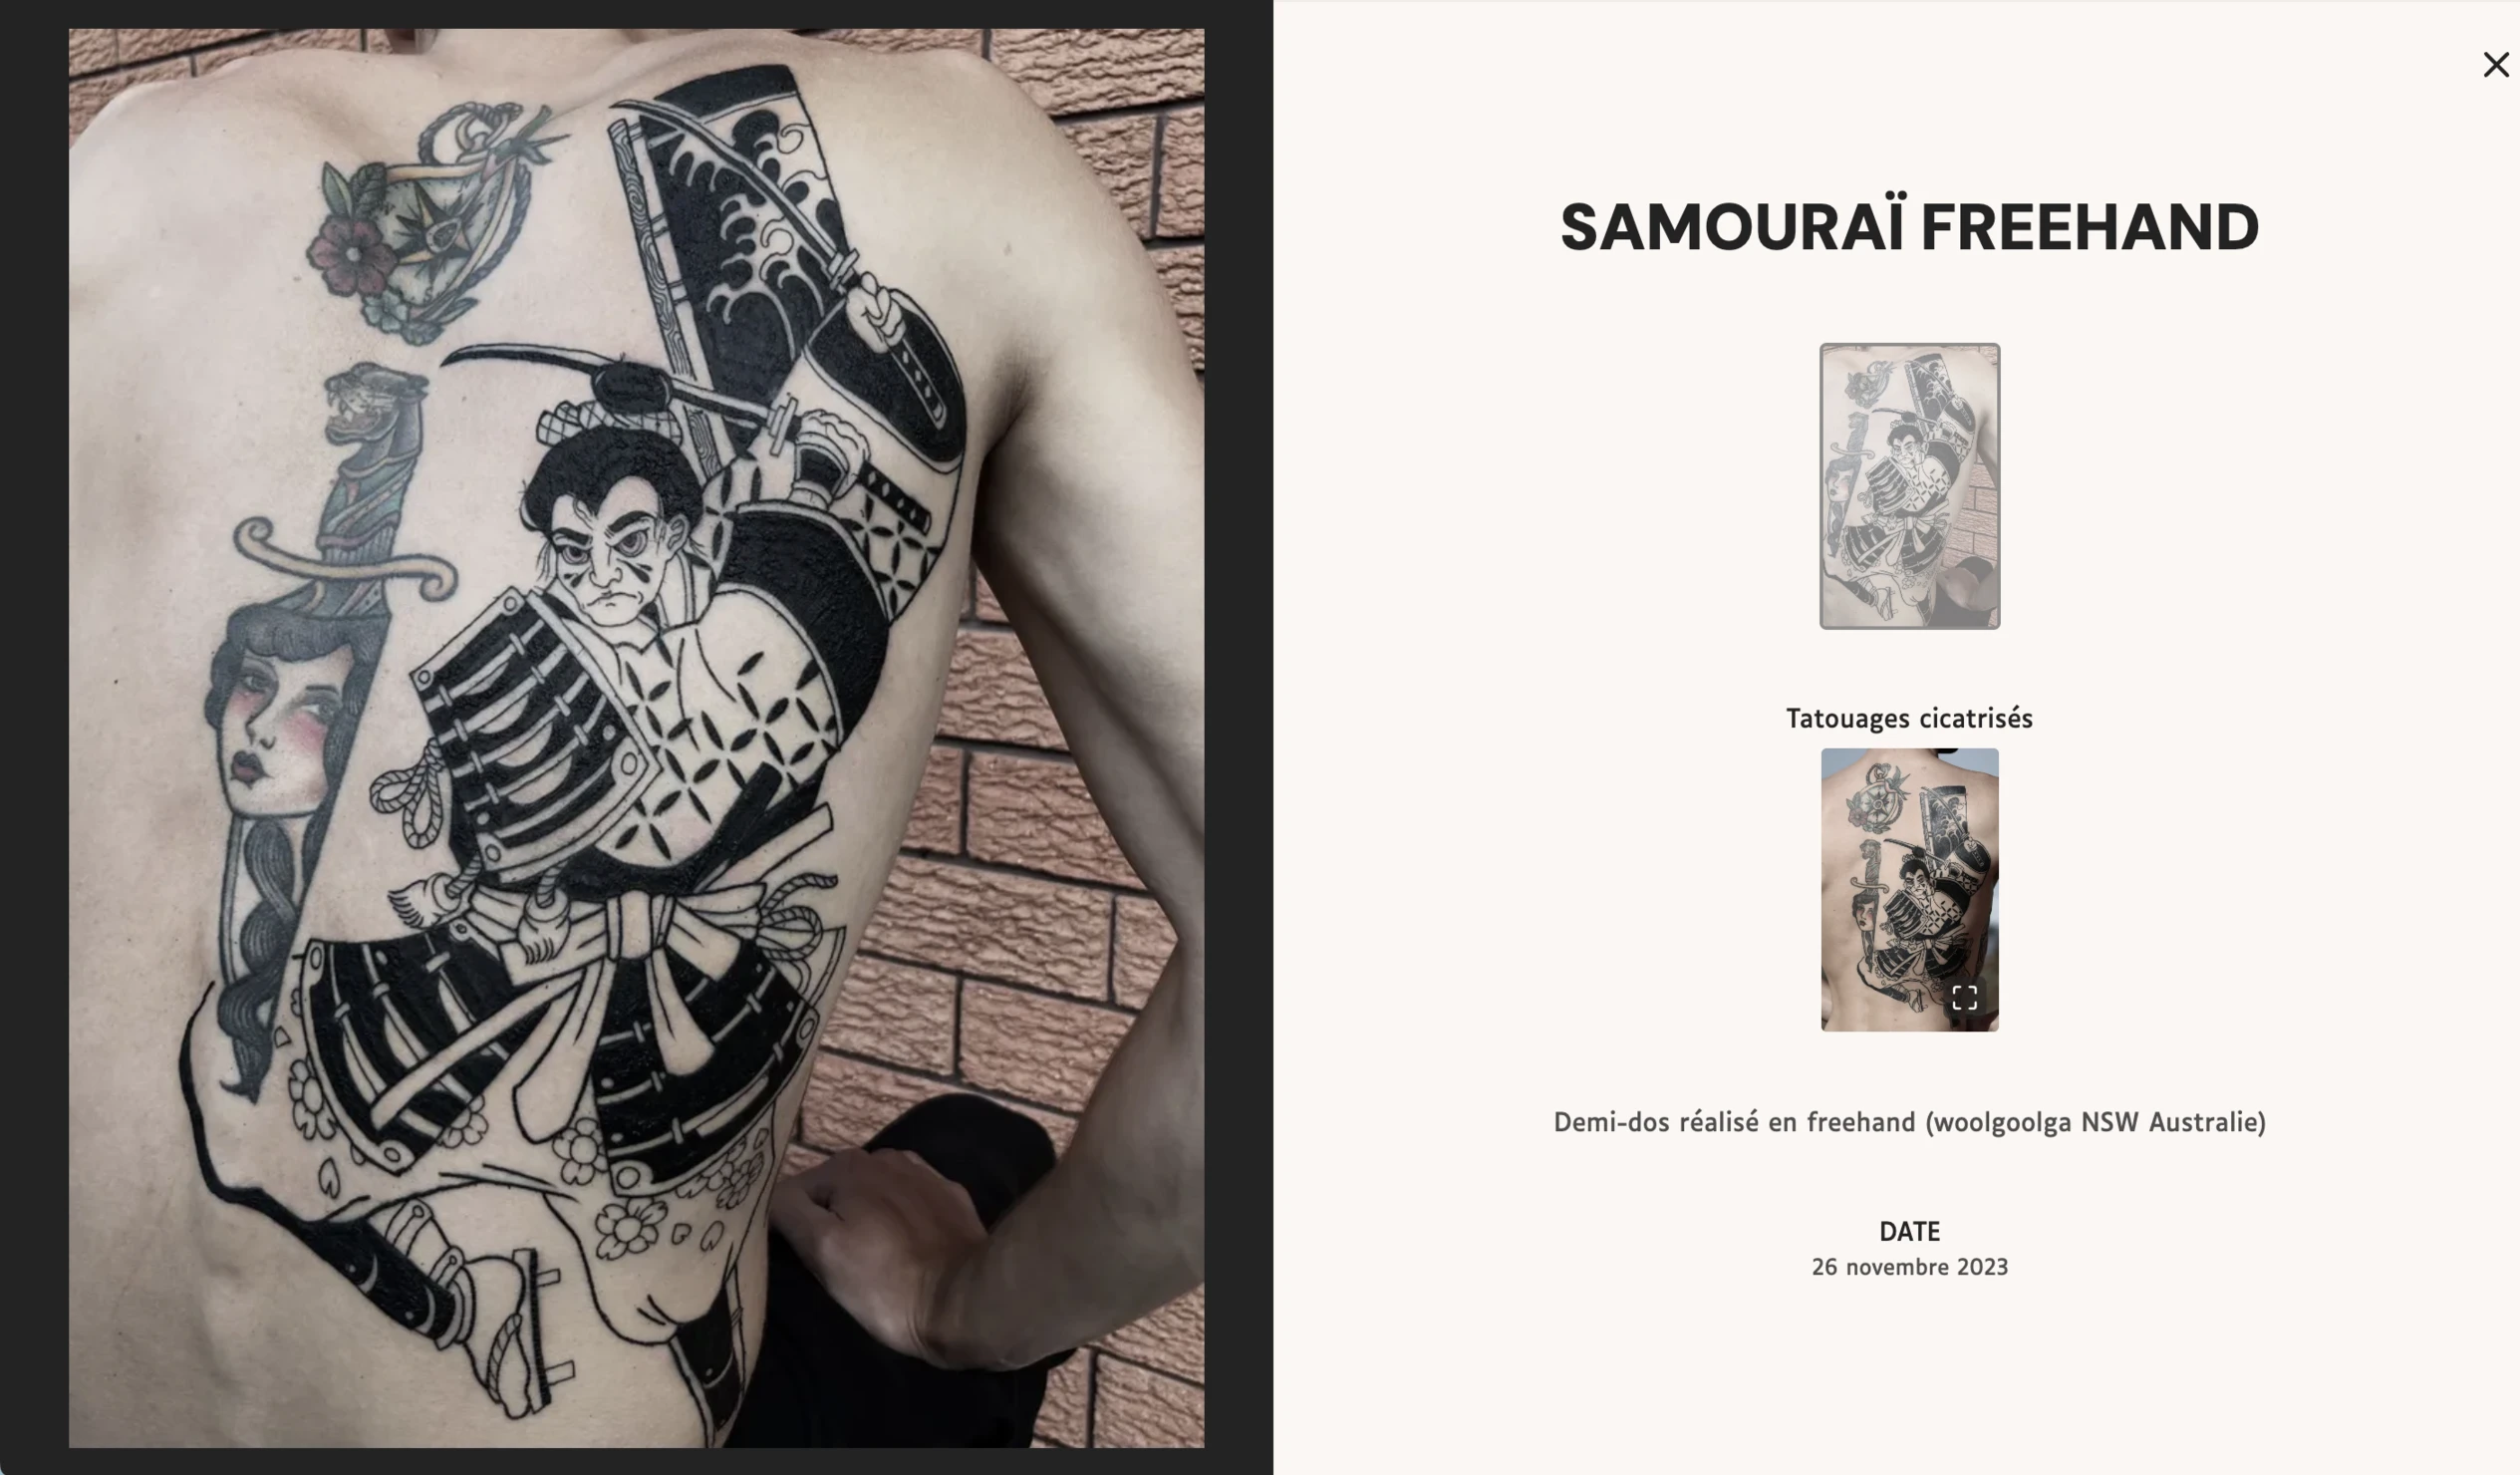 SAMOURAÏ FREEHAND
Tatouages cicatrisés
Demi-dos réalisé en freehand (woolgoolga NSW Australie)
DATE
26 novembre 2023